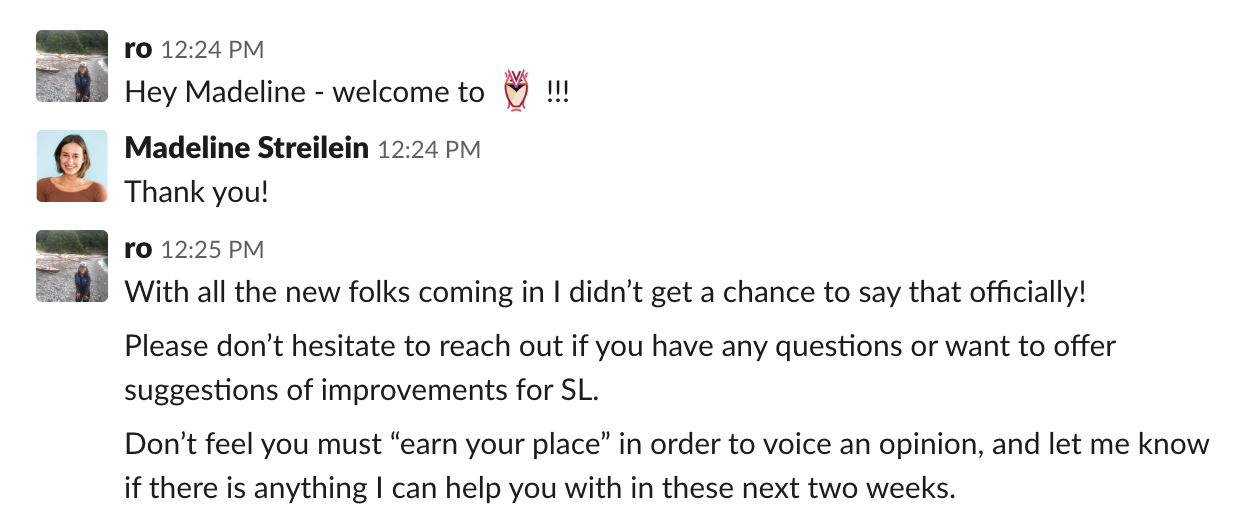 ro 12:24 PM
Hey Madeline - welcome to !!!
Madeline Streilein 12:24 PM
Thank you!
ro 12:25 PM
With all the new folks coming in I didn’t get a chance to say that officially!
Please don’t hesitate to reach out if you have any questions or want to offer
suggestions of improvements for SL.
Don’t feel you must “earn your place” in order to voice an opinion, and let me know
if there is anything I can help you with in these next two weeks.